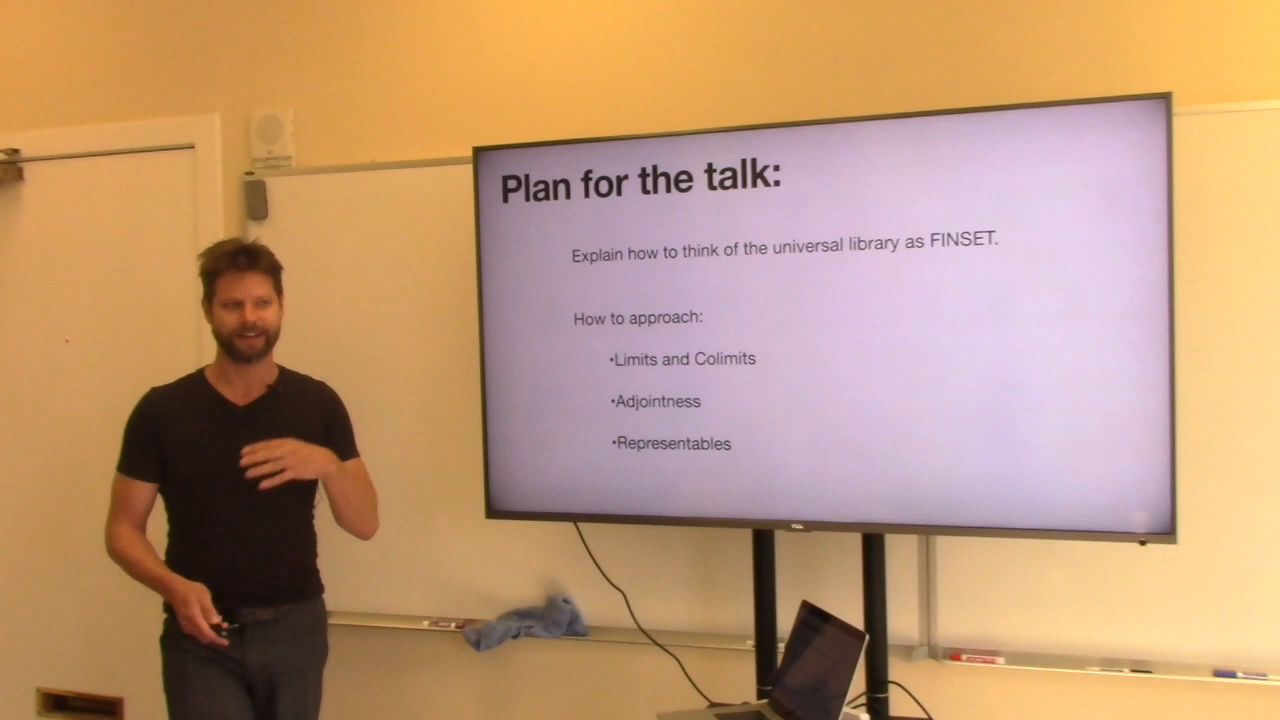 Plan for the talk:
Explain how to think of the universal library as FINSET.
How to approach:
•Limits and Colimits
•Adjointness
•Representables
TCL